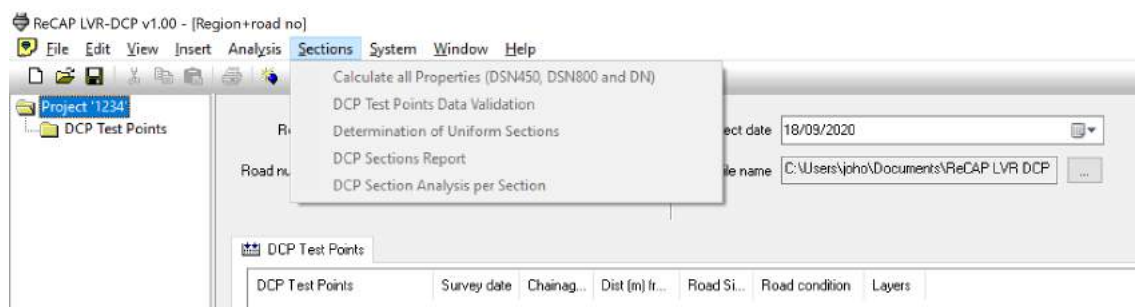 ReCAP LVR-DCP v1.00 - [Region+road no]
File Edit View Insert Analysis Sections System Window Help
Calculate all Properties (DSN450, DSN800 and DN)
Project '1234'
DCP Test Points
DCP Test Points Data Validation
Determination of Uniform Sections
ect date 18/09/2020
DCP Sections Report
Road nu
ile name C:\Users\joho\Documents\ReCAP LVR DCP ...
DCP Section Analysis per Section
DCP Test Points
DCP Test Points Survey date Chainag... Dist (m) fr... Road Si... Road condition Layers